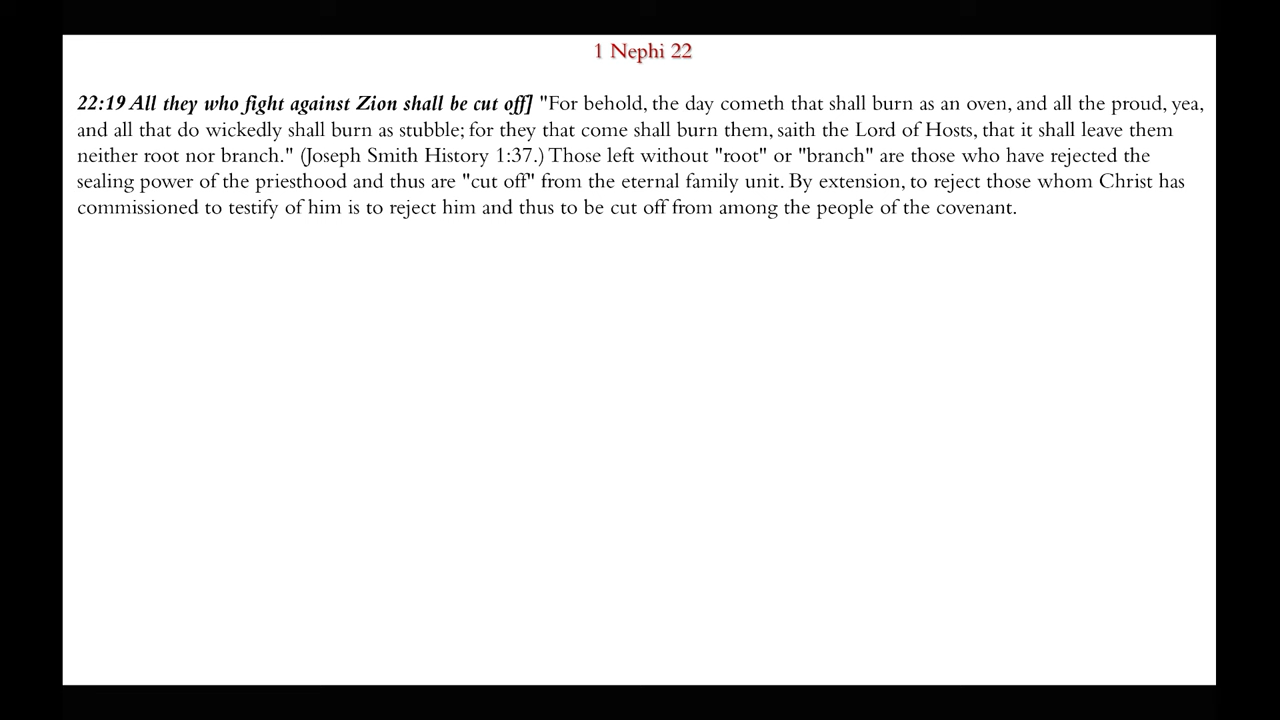 1 Nephi 22
22:19 All they who fight against Zion shall be cut off] "For behold, the day cometh that shall burn as an oven, and all the proud, yea,
and all that do wickedly shall burn as stubble; for they that come shall burn them, saith the Lord of Hosts, that it shall leave them
neither root nor branch." (Joseph Smith History 1:37.) Those left without "root" or "branch" are those who have rejected the
sealing power of the priesthood and thus are "cut off" from the eternal family unit. By extension, to reject those whom Christ has
commissioned to testify of him is to reject him and thus to be cut off from among the people of the covenant.